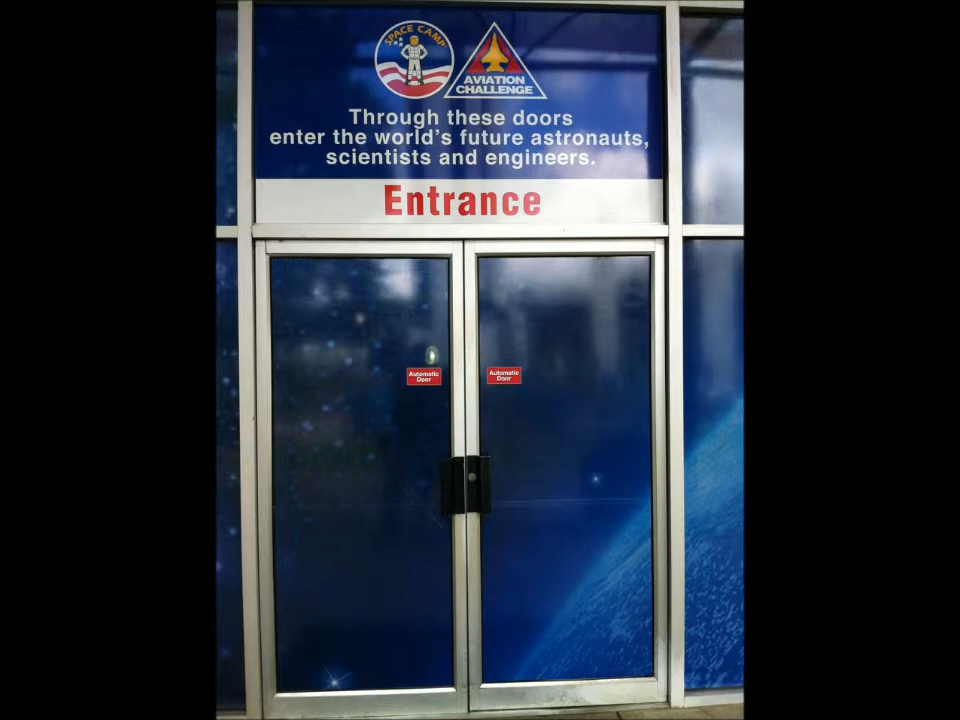 SPACE CAMP
AVIATION
CHALLENGE
Through these doors
enter the world's future astronauts,
scientists and engineers.
Entrance
Automatic
Door
Automatic
Door